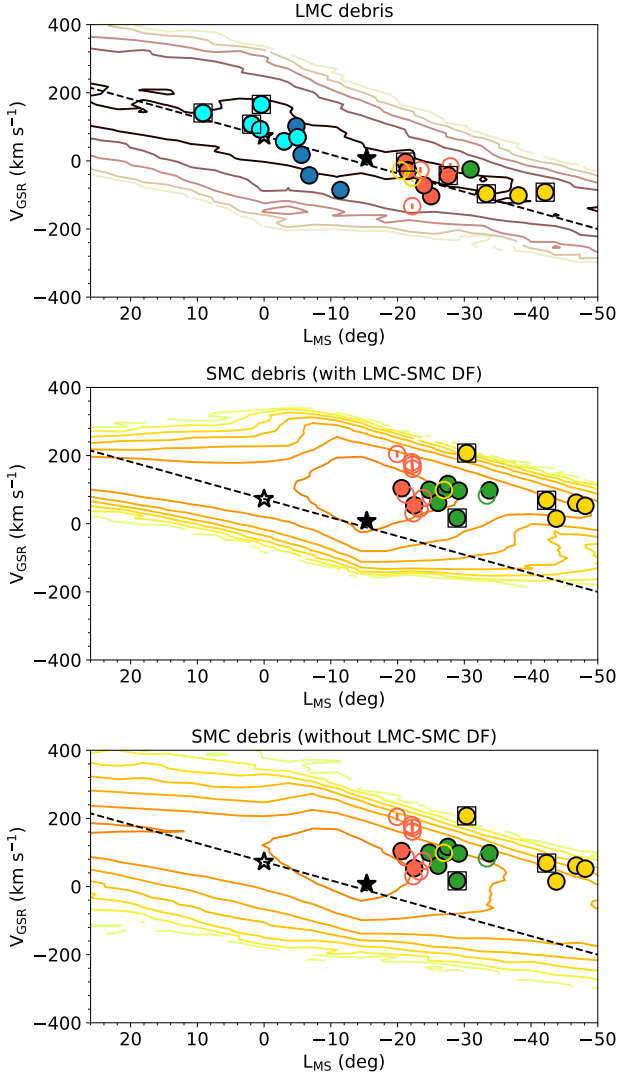 LMC debris
400
200
0
−200
−400
V_GSR (km s⁻¹)
20 10 0 −10 −20 −30 −40 −50
L_MS (deg)
SMC debris (with LMC-SMC DF)
400
200
0
−200
−400
V_GSR (km s⁻¹)
20 10 0 −10 −20 −30 −40 −50
L_MS (deg)
SMC debris (without LMC-SMC DF)
400
200
0
−200
−400
V_GSR (km s⁻¹)
20 10 0 −10 −20 −30 −40 −50
L_MS (deg)